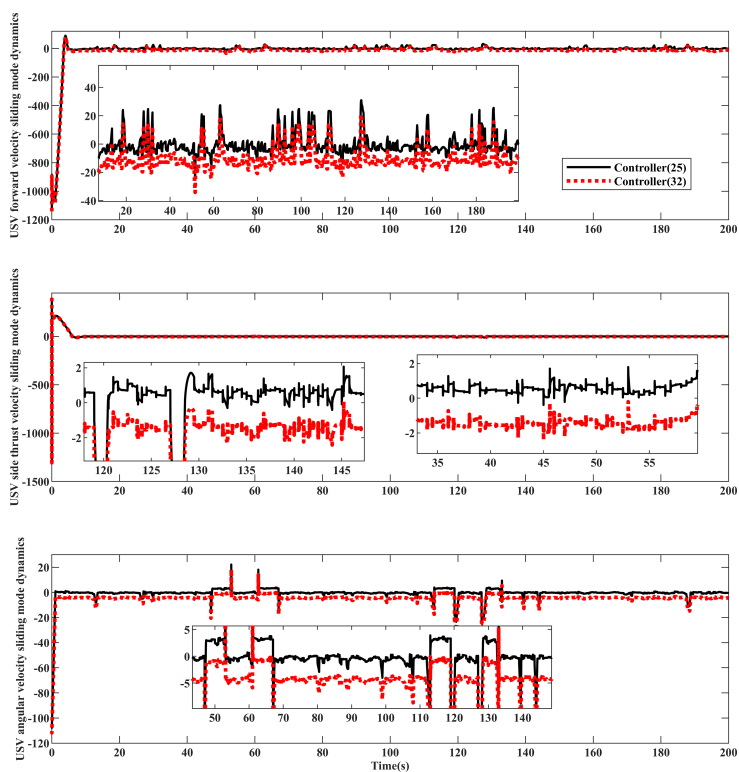 USV forward velocity sliding mode dynamics
0
-200
-400
-600
-800
-1000
-1200
0 20 40 60 80 100 120 140 160 180 200
40
20
0
-20
-40
20 40 60 80 100 120 140 160 180
Controller(25)
Controller(32)
USV side thrust velocity sliding mode dynamics
0
-500
-1000
-1500
0 20 40 60 80 100 120 140 160 180 200
2
0
-2
120 125 130 135 140 145
2
0
-2
35 40 45 50 55
USV angular velocity sliding mode dynamics
20
0
-20
-40
-60
-80
-100
-120
0 20 40 60 80 100 120 140 160 180 200
5
0
-5
50 60 70 80 90 100 110 120 130 140
Time(s)